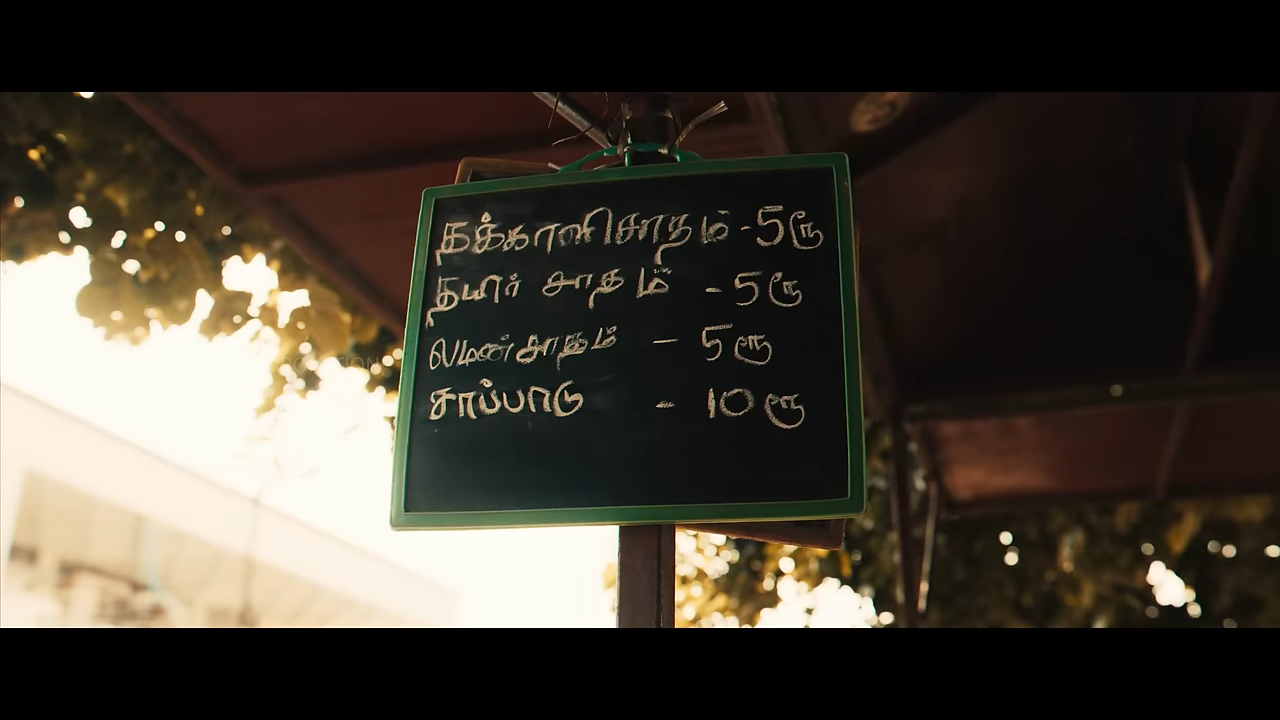 தக்காளிசாதம் - 5ரூ
தயிர் சாதம் - 5ரூ
லெமன்சாதம் - 5ரூ
சாப்பாடு - 10ரூ